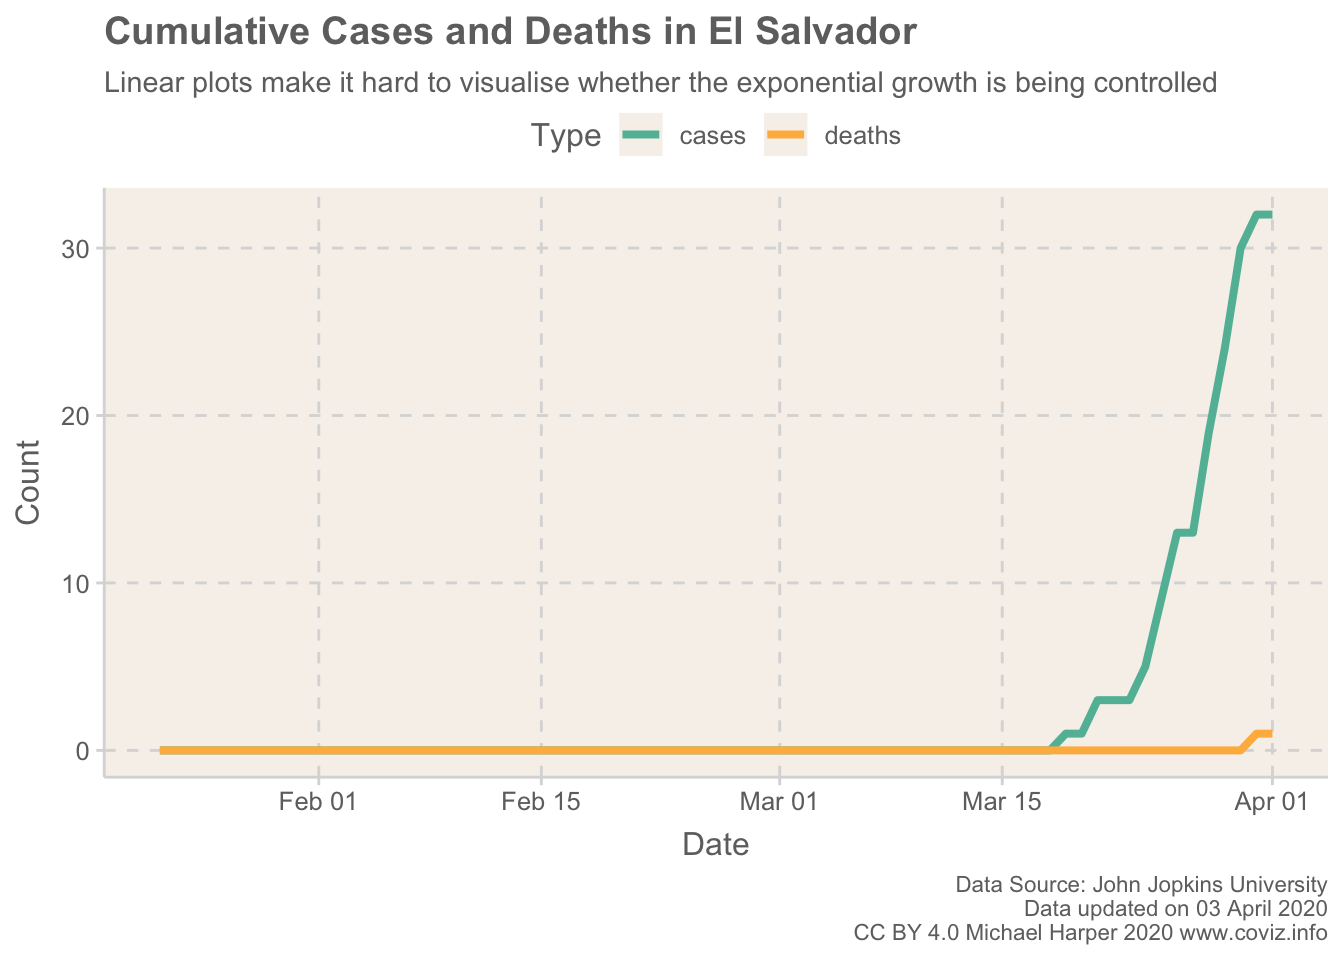 Cumulative Cases and Deaths in El Salvador
Linear plots make it hard to visualise whether the exponential growth is being controlled
Type cases deaths
30
20
10
0
Count
Feb 01 Feb 15 Mar 01 Mar 15 Apr 01
Date
Data Source: John Jopkins University
Data updated on 03 April 2020
CC BY 4.0 Michael Harper 2020 www.coviz.info